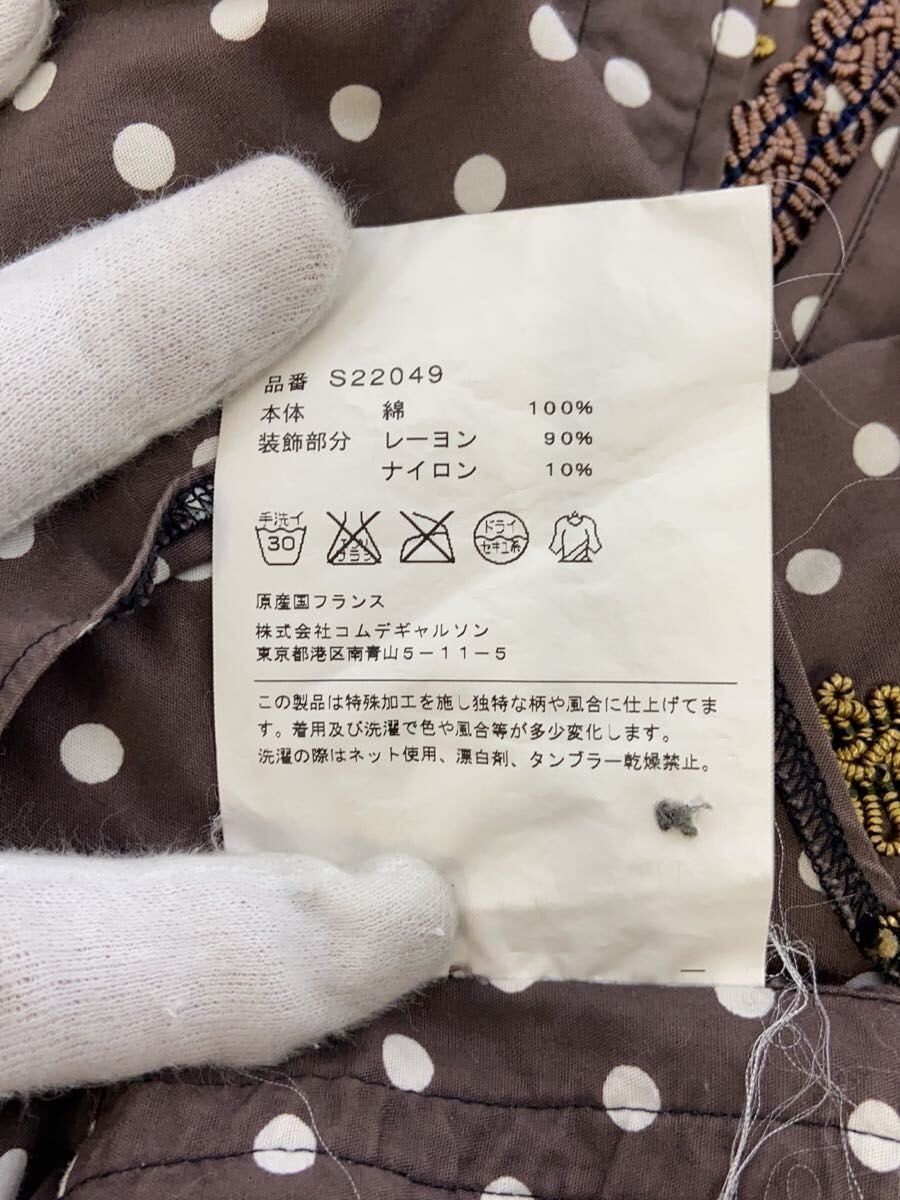 品番 S22049
本体 綿 100%
装飾部分 レーヨン 90%
ナイロン 10%
手洗イ
30
ドライ
セキユ系
原産国フランス
株式会社コムデギャルソン
東京都港区南青山5-11-5
この製品は特殊加工を施し独特な柄や風合に仕上げてま
す。着用及び洗濯で色や風合等が多少変化します。
洗濯の際はネット使用、漂白剤、タンブラー乾燥禁止。